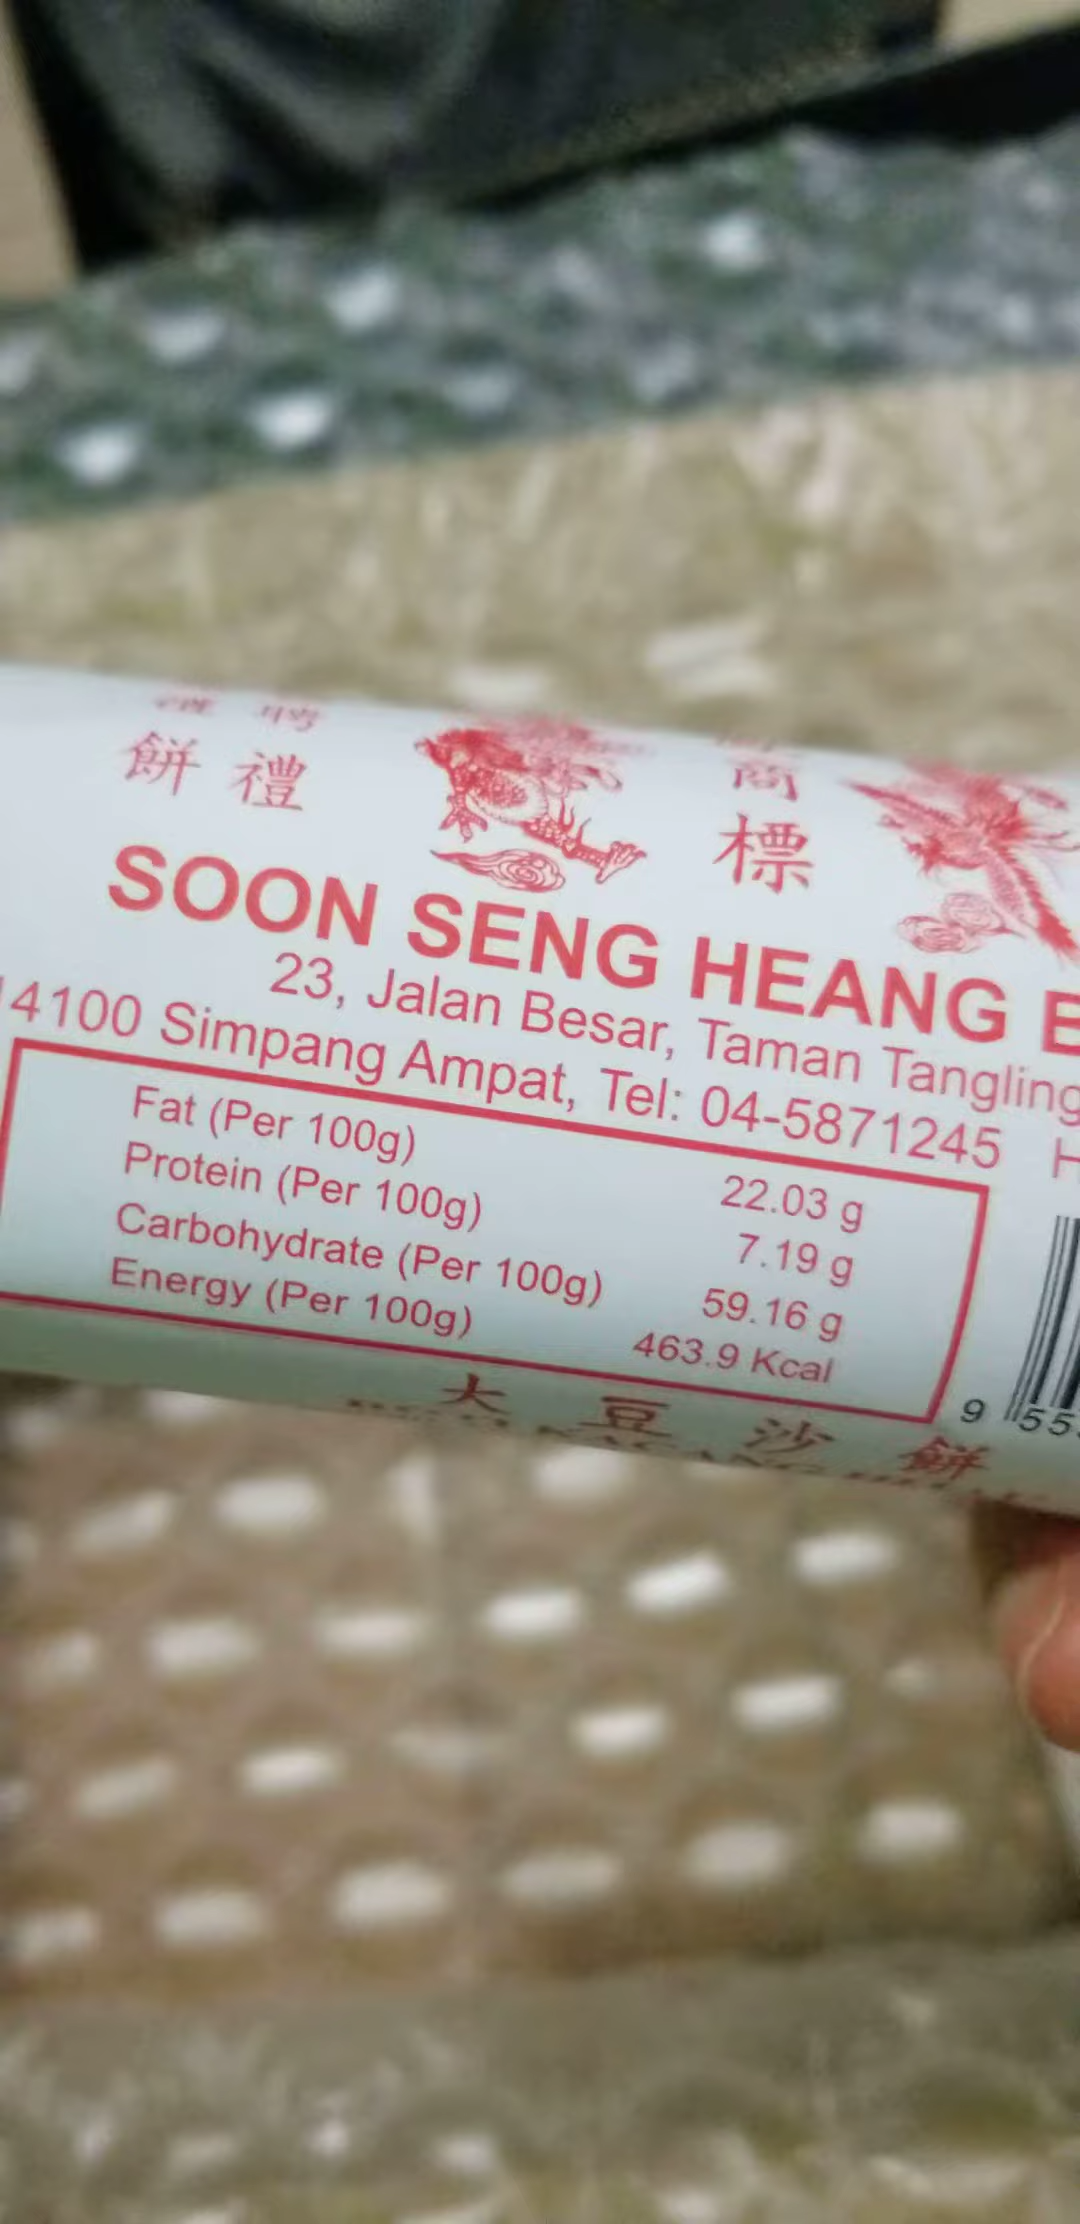 餅 禮
商
標
SOON SENG HEANG
23, Jalan Besar, Taman Tangling
14100 Simpang Ampat, Tel: 04-5871245 H
Fat (Per 100g) 22.03 g
Protein (Per 100g) 7.19 g
Carbohydrate (Per 100g) 59.16 g
Energy (Per 100g) 463.9 Kcal
9 55
大 豆 沙 餅